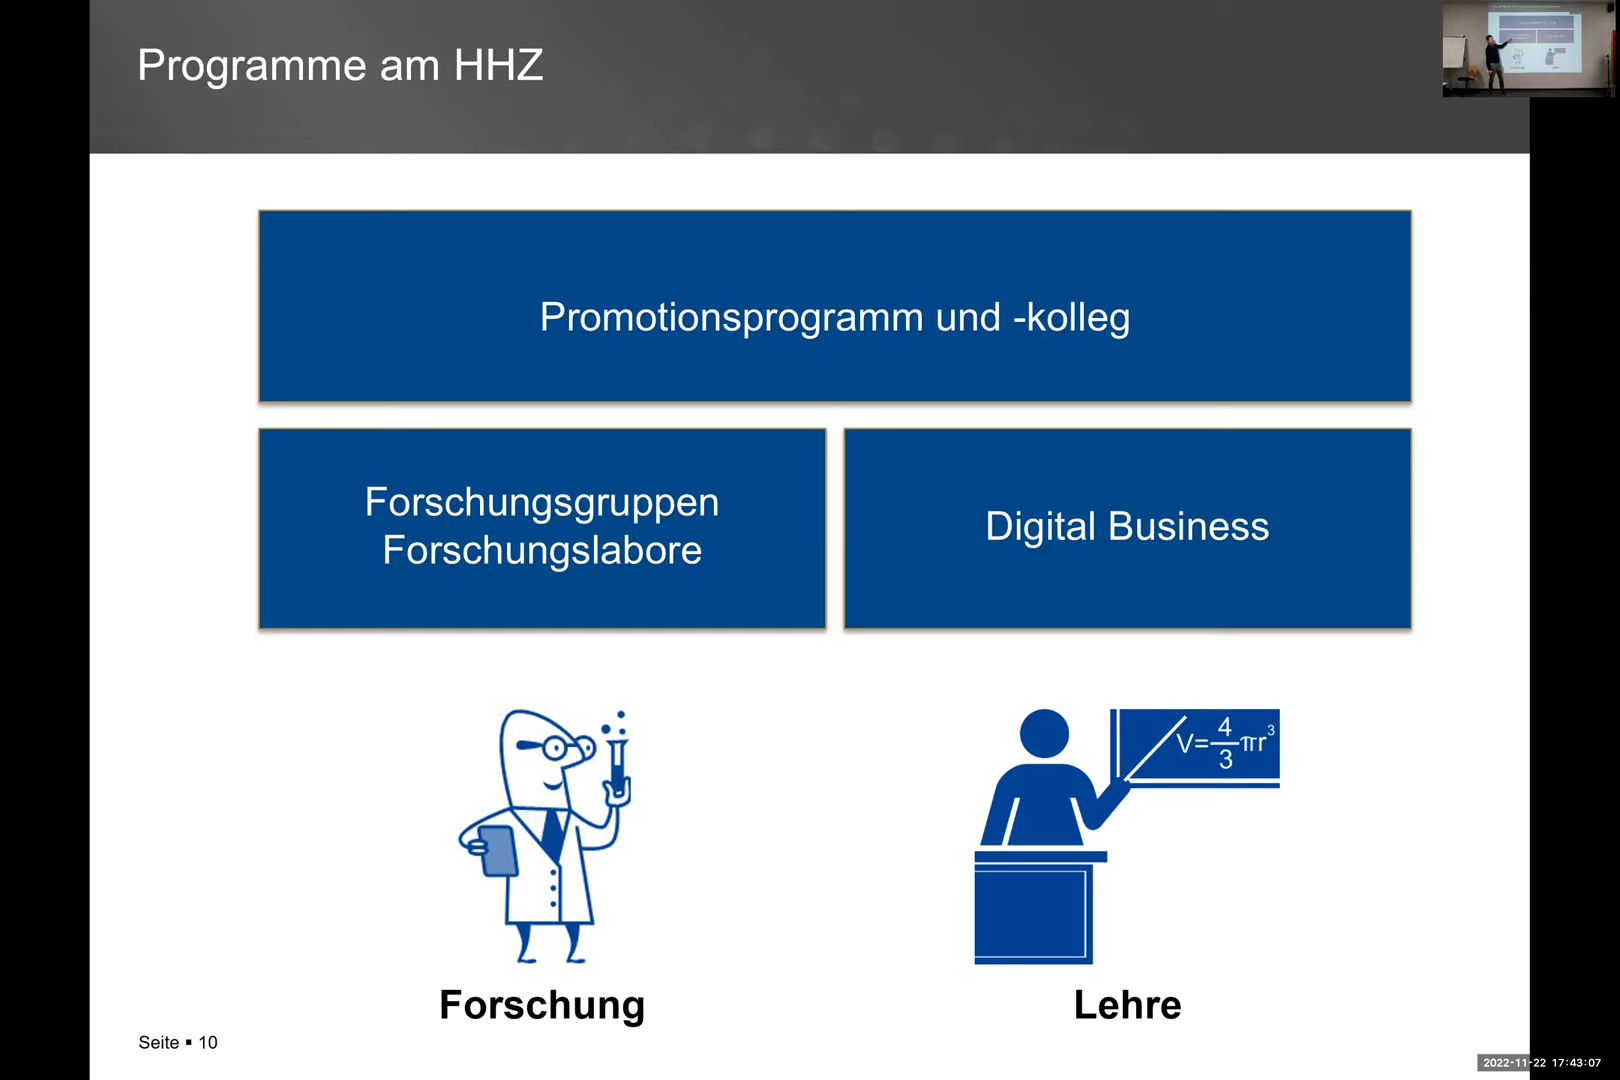 Programme am HHZ
Promotionsprogramm und -kolleg
Forschungsgruppen
Forschungslabore
Digital Business
V=4/3πr³
Forschung
Lehre
Seite ▪ 10
2022-11-22 17:43:07